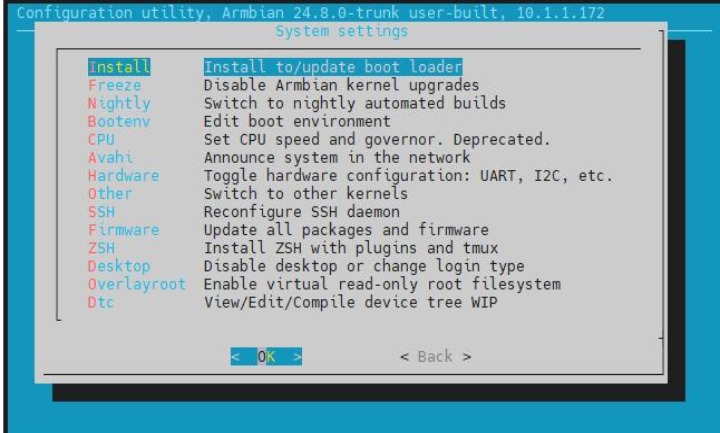 Configuration utility, Armbian 24.8.0-trunk user-built, 10.1.1.172
System settings
Install Install to/update boot loader
Freeze Disable Armbian kernel upgrades
Nightly Switch to nightly automated builds
Bootenv Edit boot environment
CPU Set CPU speed and governor. Deprecated.
Avahi Announce system in the network
Hardware Toggle hardware configuration: UART, I2C, etc.
Other Switch to other kernels
SSH Reconfigure SSH daemon
Firmware Update all packages and firmware
ZSH Install ZSH with plugins and tmux
Desktop Disable desktop or change login type
Overlayroot Enable virtual read-only root filesystem
Dtc View/Edit/Compile device tree WIP
< OK > < Back >